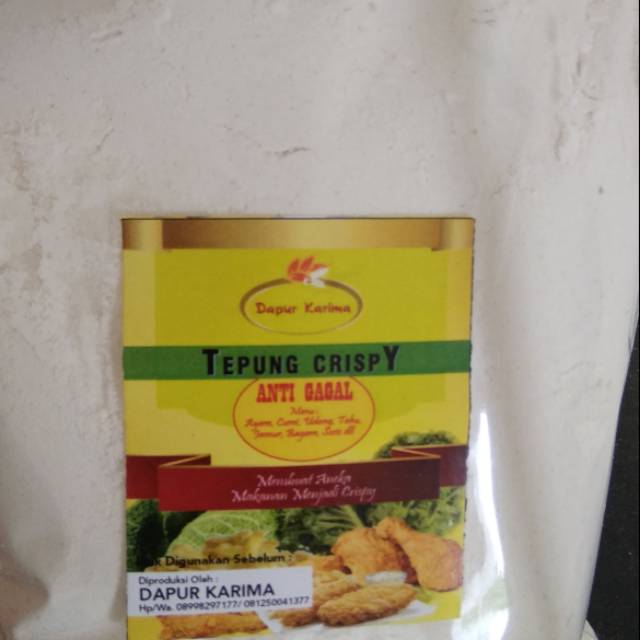 Dapur Karima
TEPUNG CRISPY
ANTI GAGAL
Menu :
Ayam, Cumi, Udang, Tahu,
Jamur, Bayam, Soto dll
Membuat Aneka
Makanan Menjadi Crispy
Digunakan Sebelum :
Diproduksi Oleh :
DAPUR KARIMA
Hp/Wa. 08998297177/ 081250041377